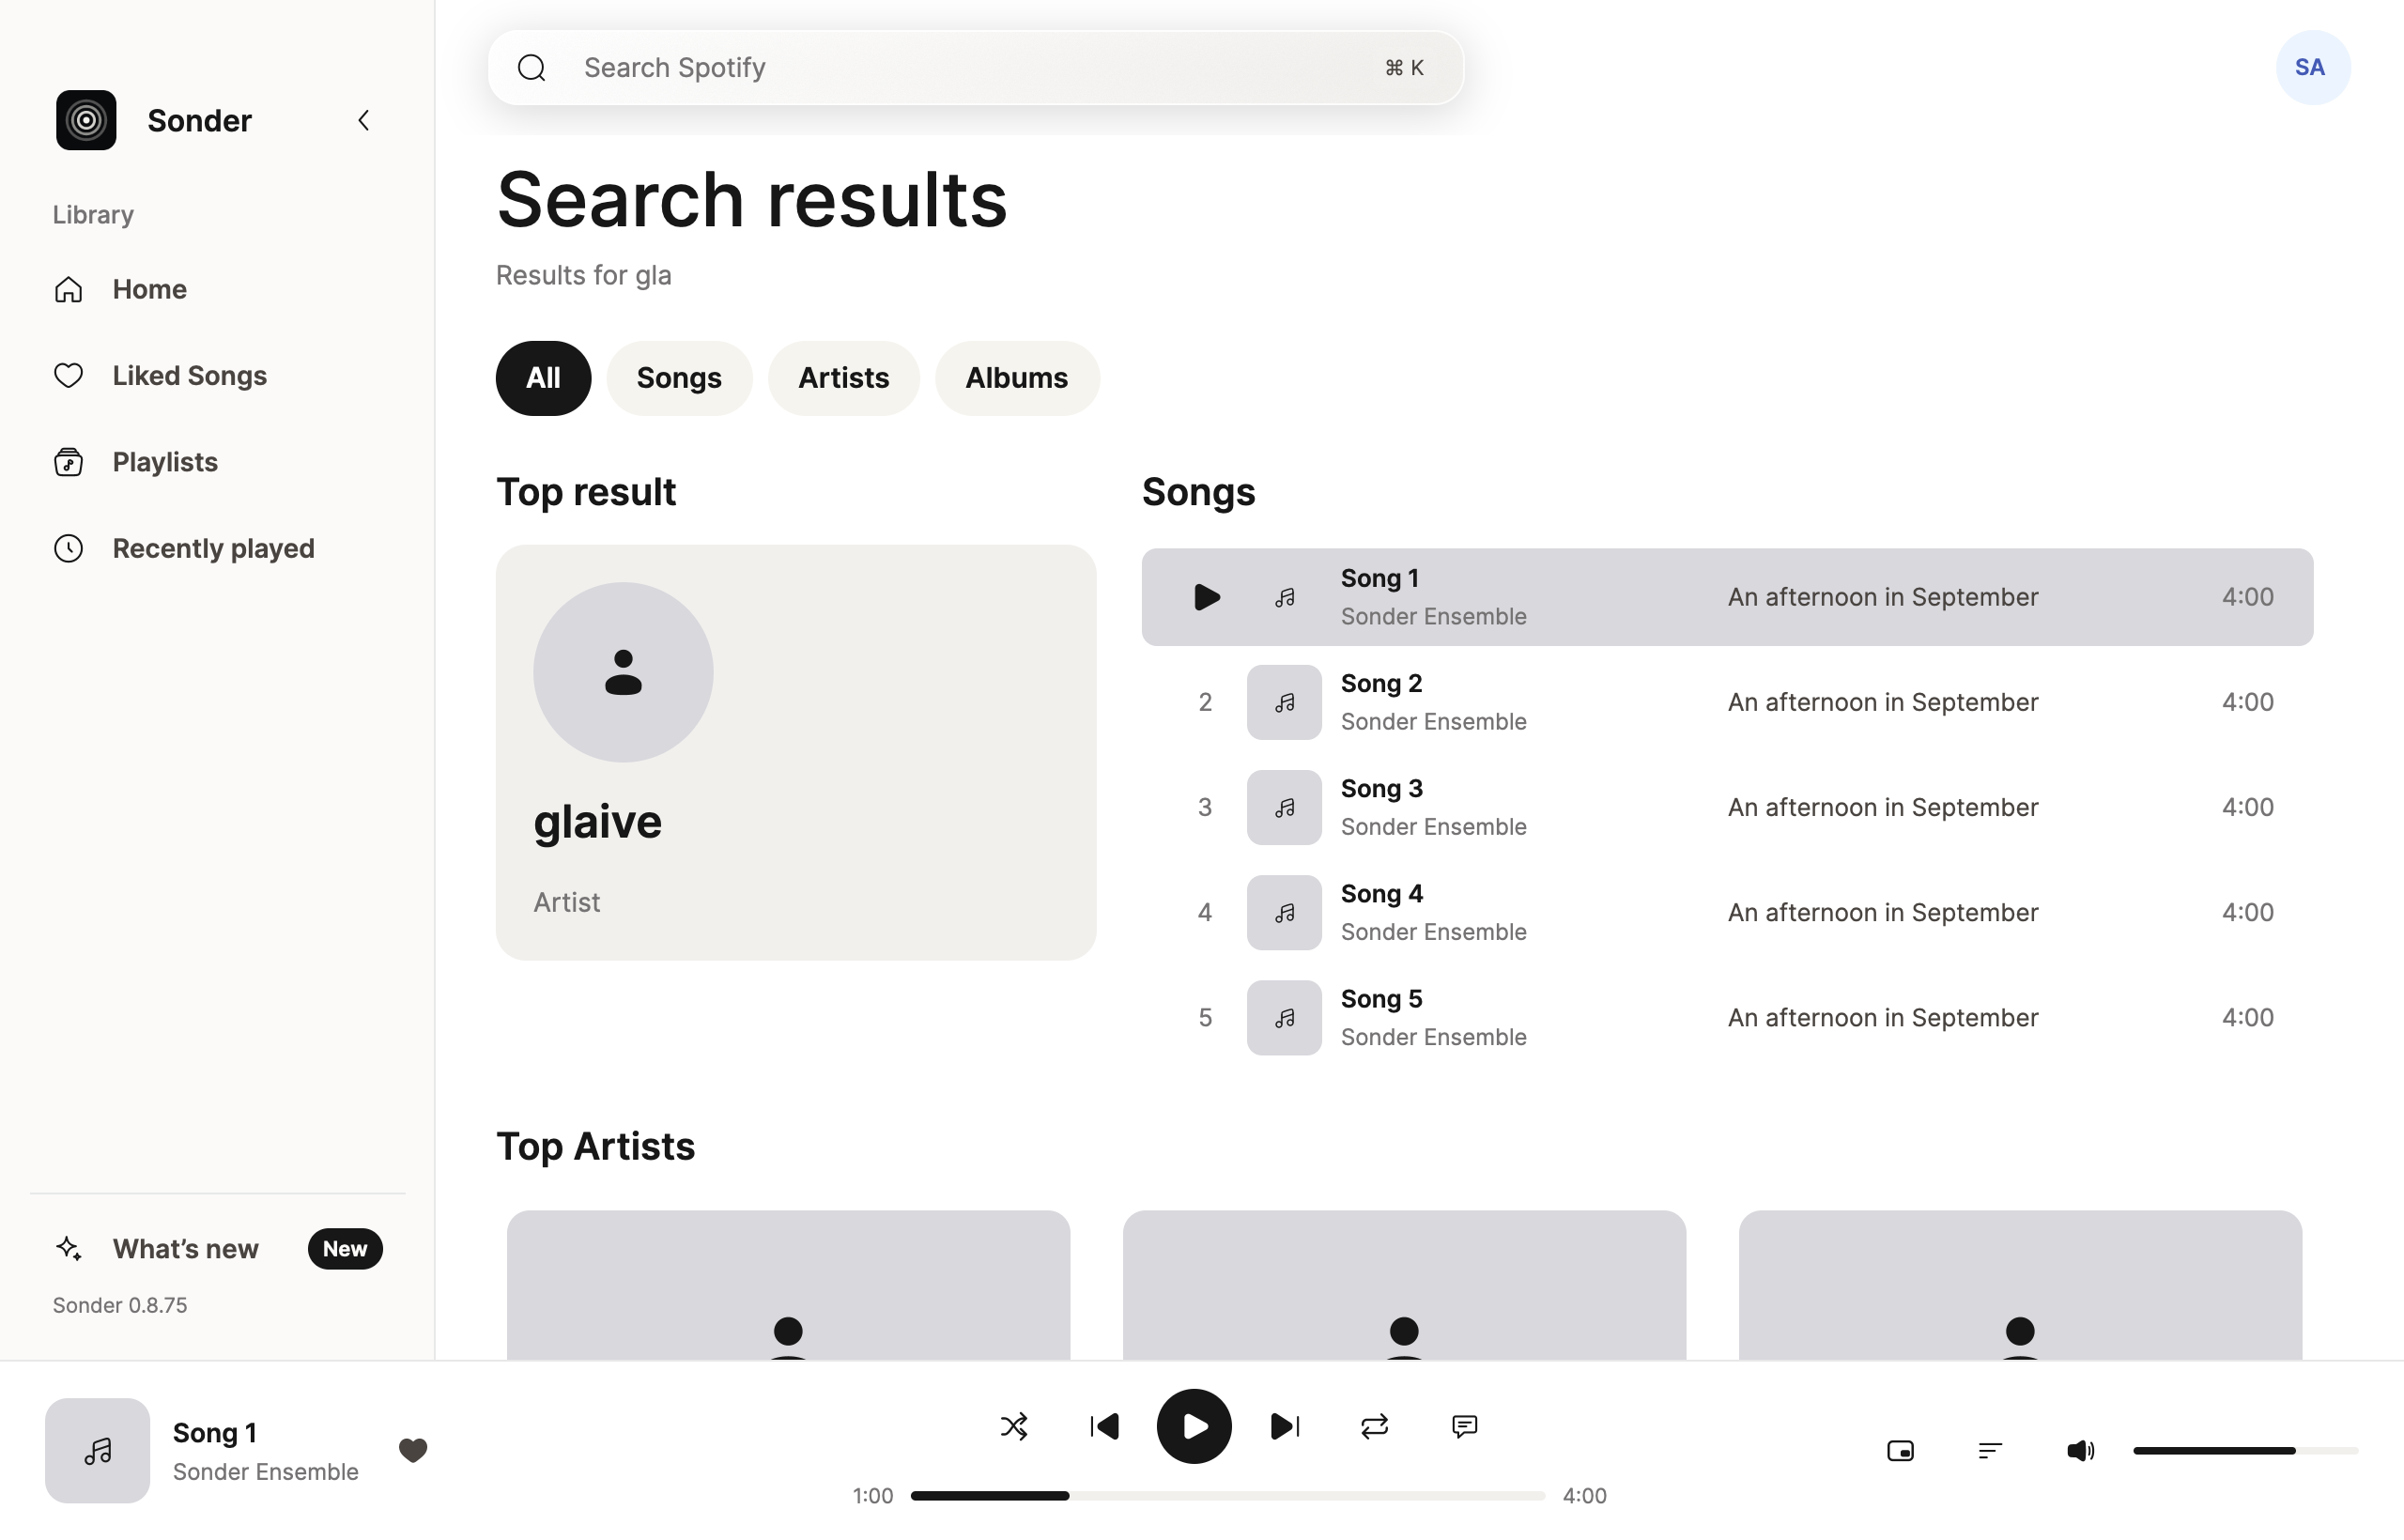 Sonder
Library
Home
Liked Songs
Playlists
Recently played
What’s new
New
Sonder 0.8.75
Search Spotify
⌘ K
SA
Search results
Results for gla
All
Songs
Artists
Albums
Top result
glaive
Artist
Songs
Song 1
Sonder Ensemble
An afternoon in September
4:00
2
Song 2
Sonder Ensemble
An afternoon in September
4:00
3
Song 3
Sonder Ensemble
An afternoon in September
4:00
4
Song 4
Sonder Ensemble
An afternoon in September
4:00
5
Song 5
Sonder Ensemble
An afternoon in September
4:00
Top Artists
Song 1
Sonder Ensemble
1:00
4:00